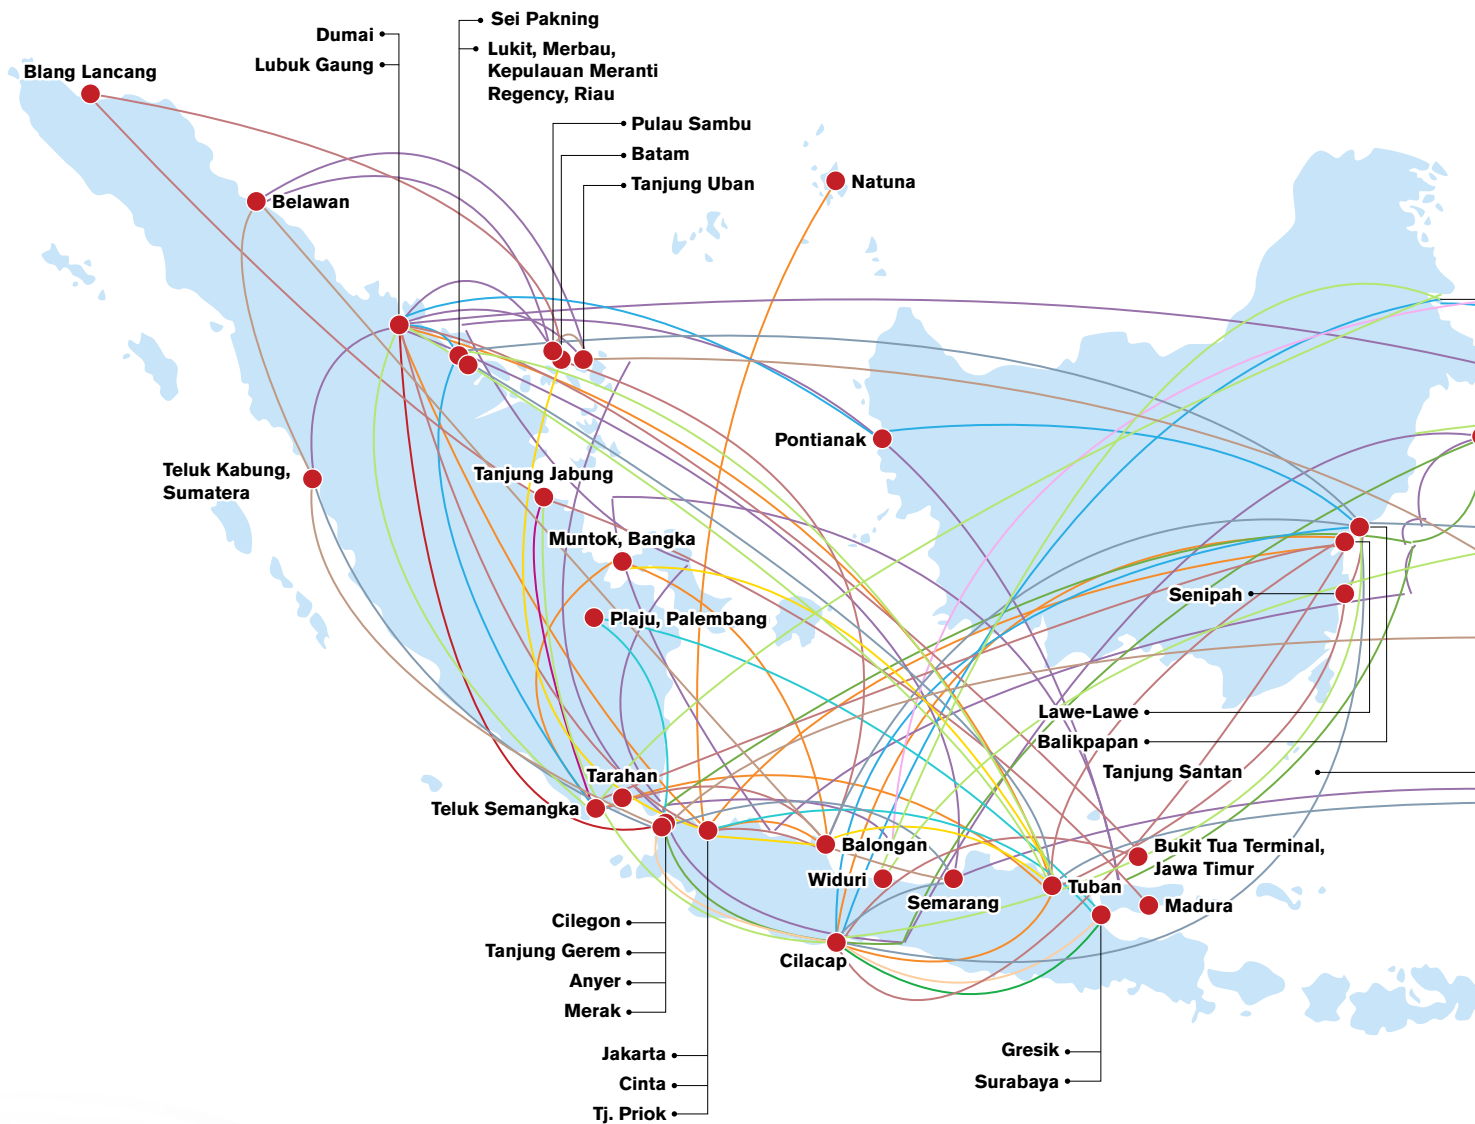 Sei Pakning
Dumai
Lukit, Merbau,
Kepulauan Meranti
Regency, Riau
Lubuk Gaung
Blang Lancang
Pulau Sambu
Batam
Tanjung Uban
Natuna
Belawan
Pontianak
Teluk Kabung,
Sumatera
Tanjung Jabung
Muntok, Bangka
Senipah
Plaju, Palembang
Lawe-Lawe
Balikpapan
Tanjung Santan
Tarahan
Teluk Semangka
Balongan
Bukit Tua Terminal,
Jawa Timur
Widuri
Tuban
Semarang
Madura
Cilacap
Cilegon
Tanjung Gerem
Anyer
Merak
Jakarta
Cinta
Tj. Priok
Gresik
Surabaya